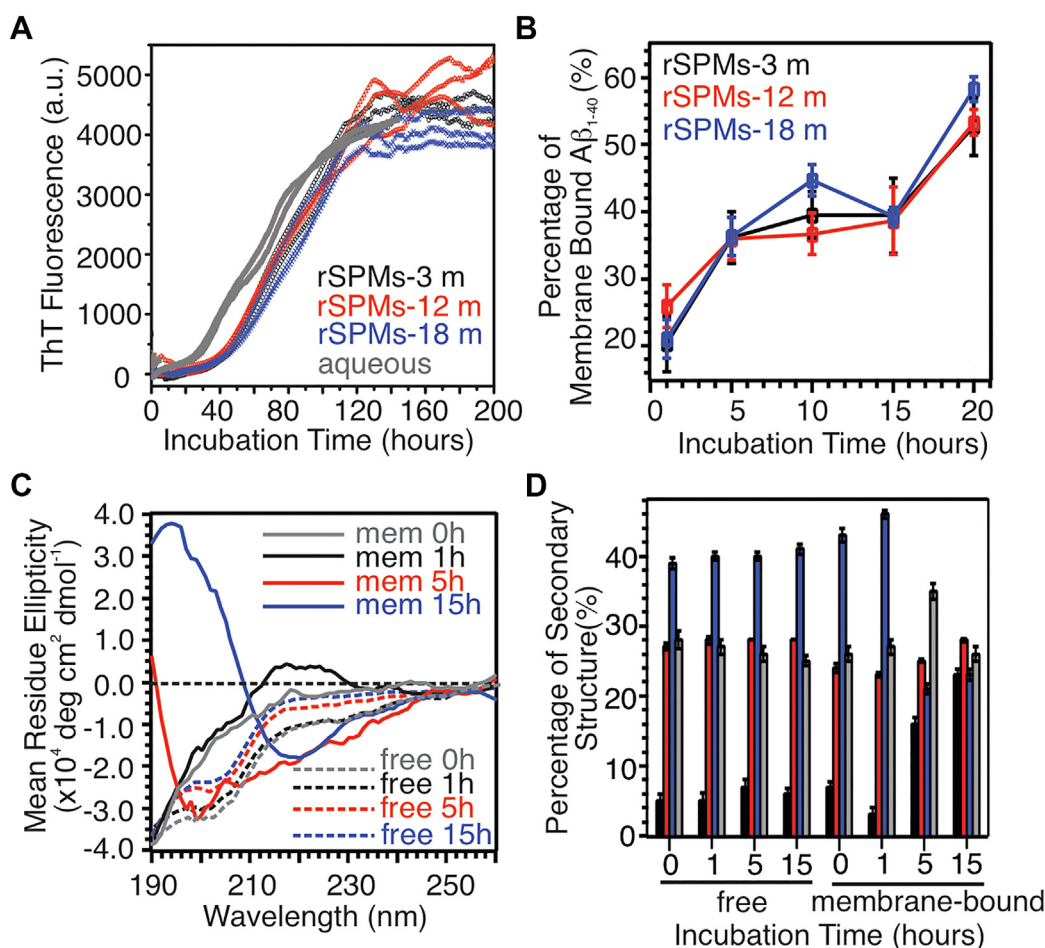 A
ThT Fluorescence (a.u.)
5000
4000
3000
2000
1000
0
rSPMs-3 m
rSPMs-12 m
rSPMs-18 m
aqueous
0 40 80 120 160 200
Incubation Time (hours)
B
Percentage of
Membrane Bound Aβ1-40 (%)
60
50
40
30
20
rSPMs-3 m
rSPMs-12 m
rSPMs-18 m
0 5 10 15 20
Incubation Time (hours)
C
Mean Residue Ellipticity
(x10⁴ deg cm² dmol⁻¹)
4.0
3.0
2.0
1.0
0.0
-1.0
-2.0
-3.0
-4.0
mem 0h
mem 1h
mem 5h
mem 15h
free 0h
free 1h
free 5h
free 15h
190 210 230 250
Wavelength (nm)
D
Percentage of Secondary
Structure(%)
40
30
20
10
0
0 1 5 15 0 1 5 15
free membrane-bound
Incubation Time (hours)